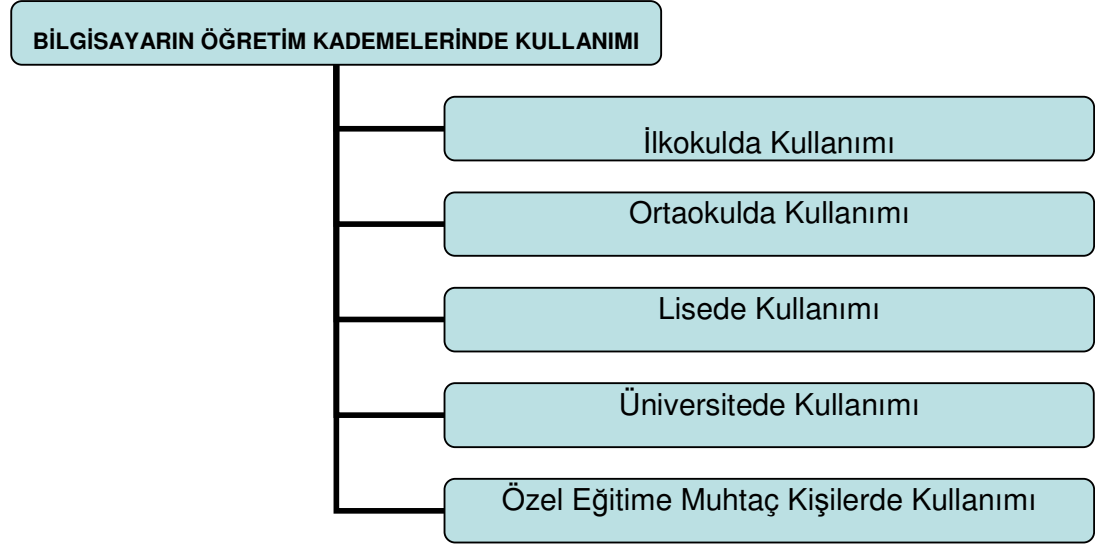 BİLGİSAYARIN ÖĞRETİM KADEMELERİNDE KULLANIMI
İlkokulda Kullanımı
Ortaokulda Kullanımı
Lisede Kullanımı
Üniversitede Kullanımı
Özel Eğitime Muhtaç Kişilerde Kullanımı